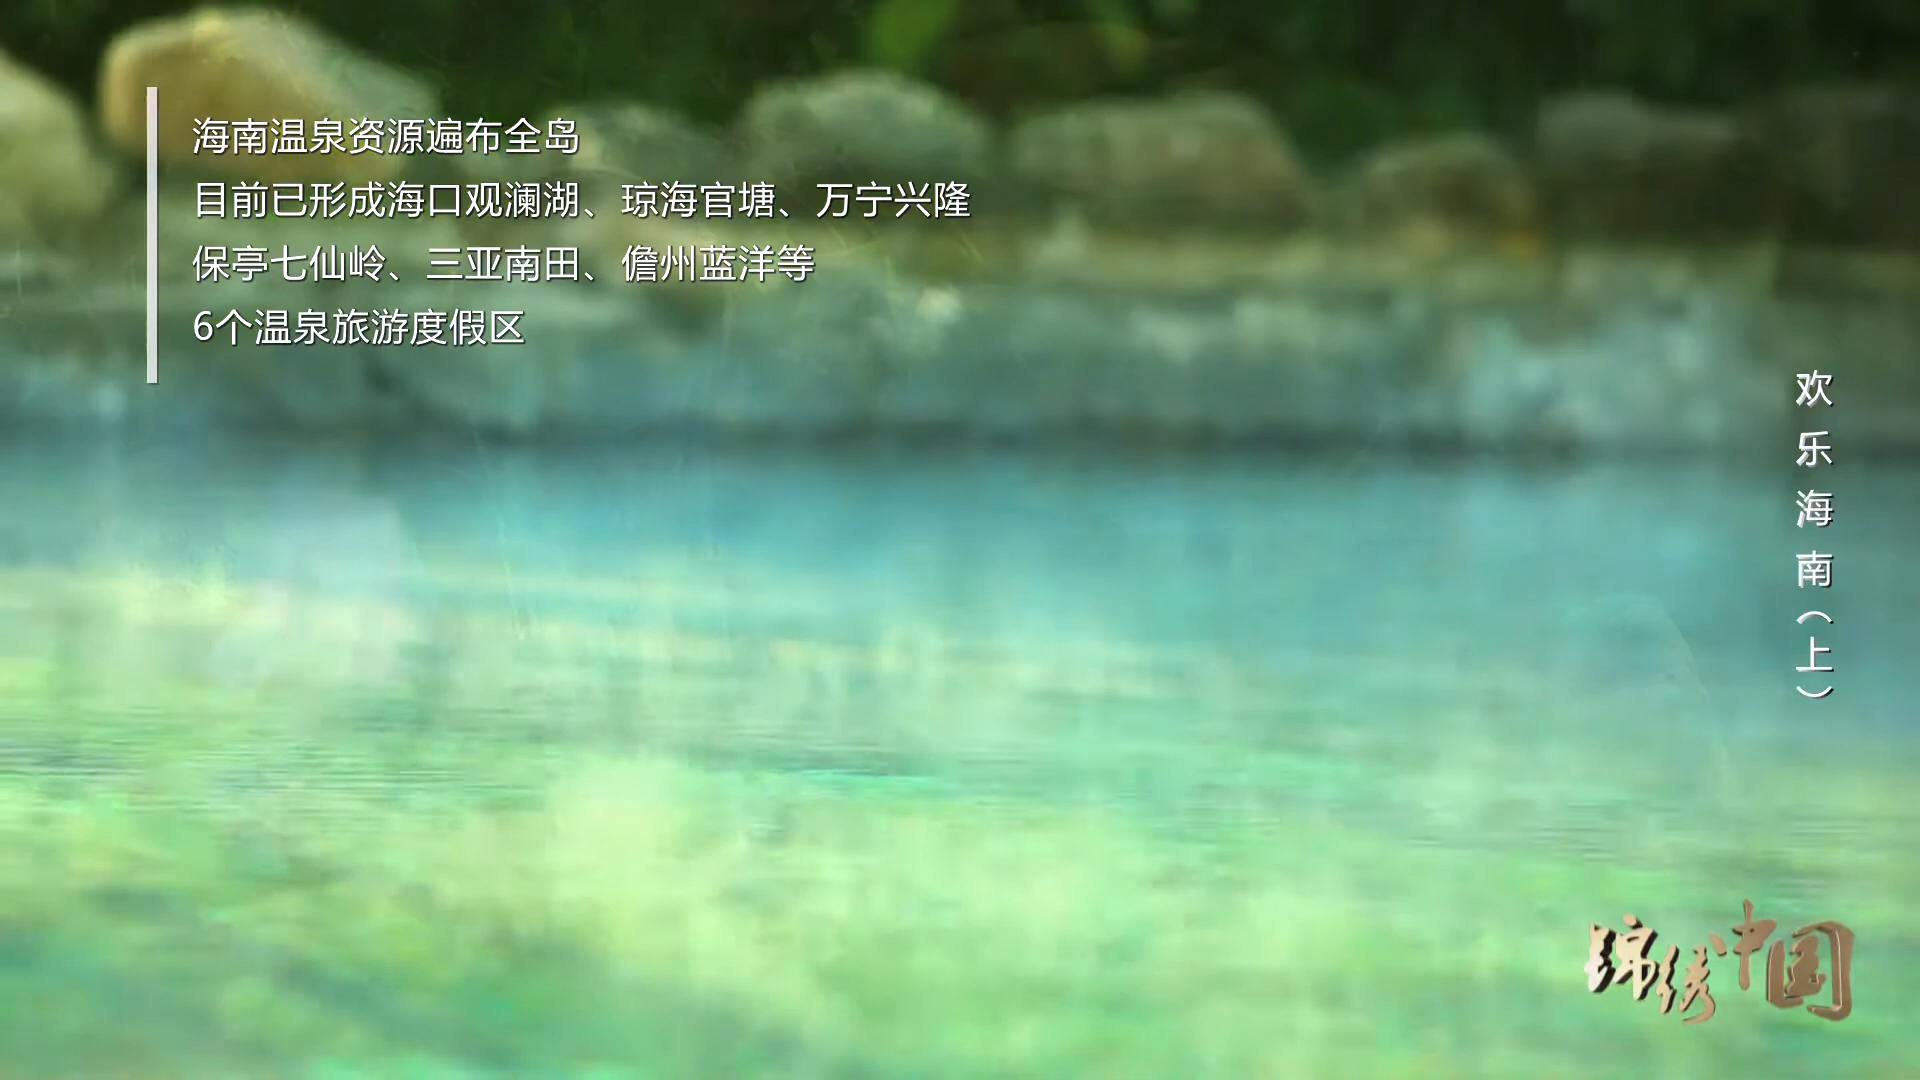 海南温泉资源遍布全岛
目前已形成海口观澜湖、琼海官塘、万宁兴隆
保亭七仙岭、三亚南田、儋州蓝洋等
6个温泉旅游度假区
欢乐海南（上）
锦绣中国